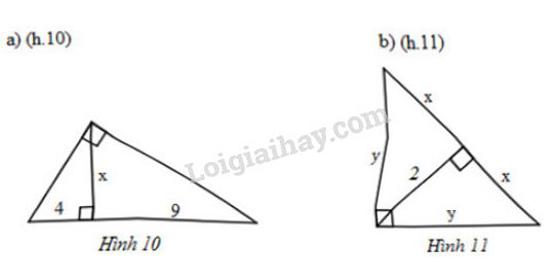 a) (h.10)
b) (h.11)
Loigiaihay.com
x
4
9
Hình 10
x
y
2
x
y
Hình 11